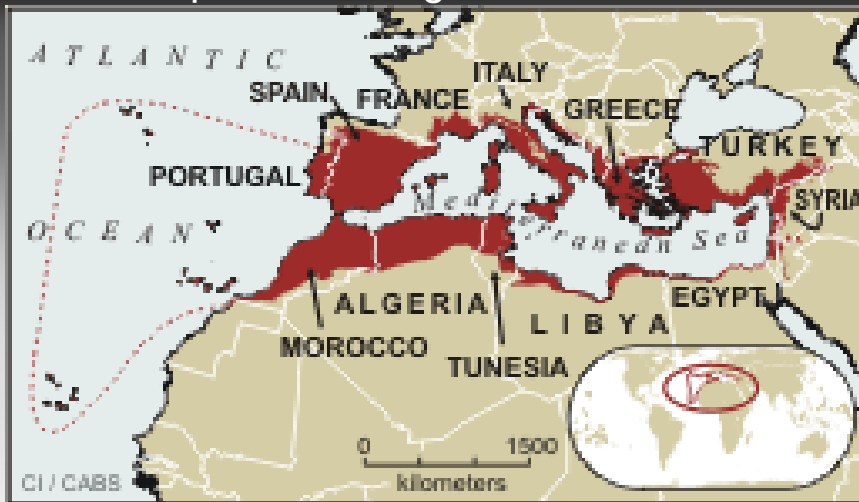 ATLANTIC
ITALY
SPAIN
FRANCE
GREECE
TURKEY
PORTUGAL
Mediterranean Sea
SYRIA
OCEAN
EGYPT
ALGERIA
LIBYA
MOROCCO
TUNESIA
0 1500
kilometers
CI / CABS